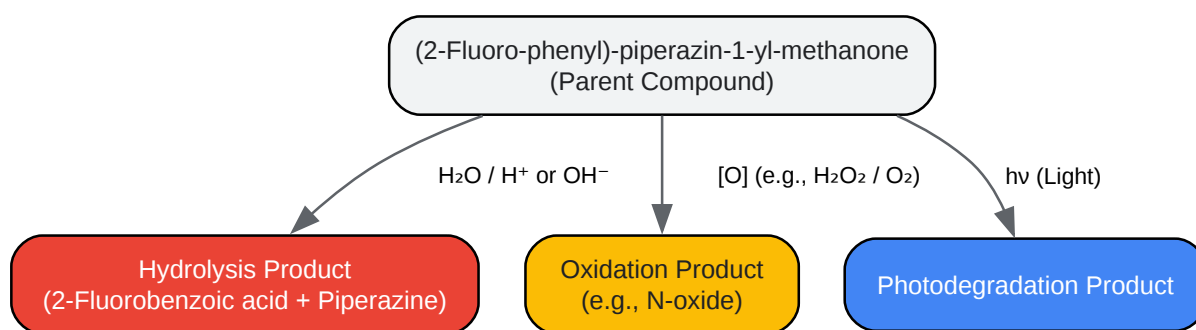 (2-Fluoro-phenyl)-piperazin-1-yl-methanone
(Parent Compound)
H₂O / H⁺ or OH⁻
[O] (e.g., H₂O₂ / O₂)
hν (Light)
Hydrolysis Product
(2-Fluorobenzoic acid + Piperazine)
Oxidation Product
(e.g., N-oxide)
Photodegradation Product